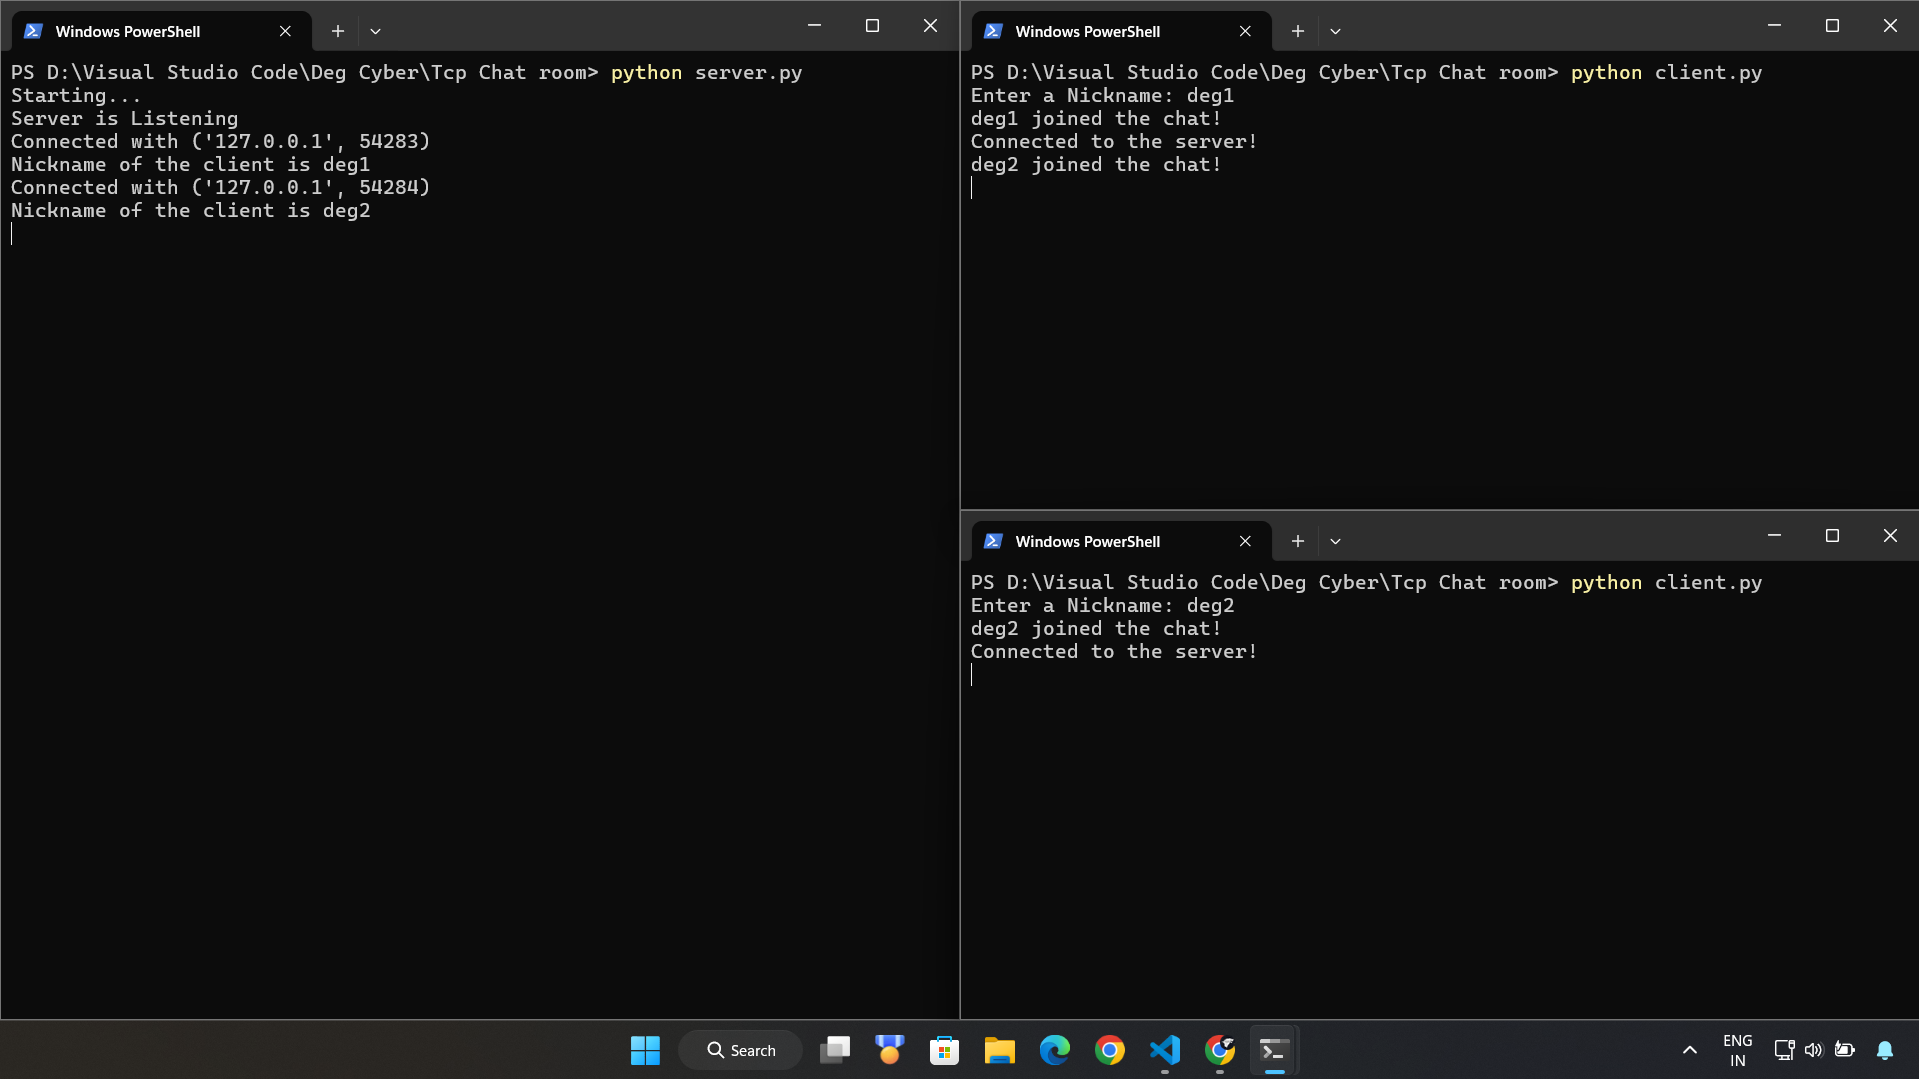 Windows PowerShell
PS D:\Visual Studio Code\Deg Cyber\Tcp Chat room> python server.py
Starting...
Server is Listening
Connected with ('127.0.0.1', 54283)
Nickname of the client is deg1
Connected with ('127.0.0.1', 54284)
Nickname of the client is deg2
Windows PowerShell
PS D:\Visual Studio Code\Deg Cyber\Tcp Chat room> python client.py
Enter a Nickname: deg1
deg1 joined the chat!
Connected to the server!
deg2 joined the chat!
Windows PowerShell
PS D:\Visual Studio Code\Deg Cyber\Tcp Chat room> python client.py
Enter a Nickname: deg2
deg2 joined the chat!
Connected to the server!
Search
ENG
IN